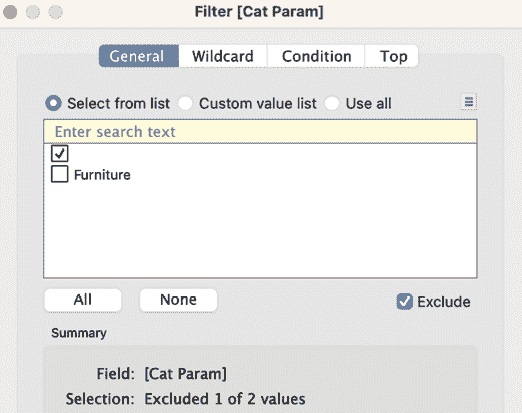 Filter [Cat Param]
General Wildcard Condition Top
Select from list Custom value list Use all
Enter search text
Furniture
All None Exclude
Summary
Field: [Cat Param]
Selection: Excluded 1 of 2 values